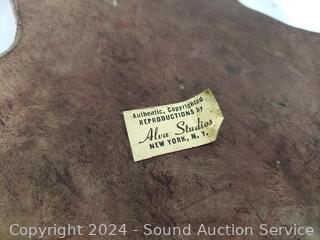 Authentic, Copyrighted
REPRODUCTIONS by
Alva Studios
NEW YORK, N. Y.
Copyright 2024 - Sound Auction Service